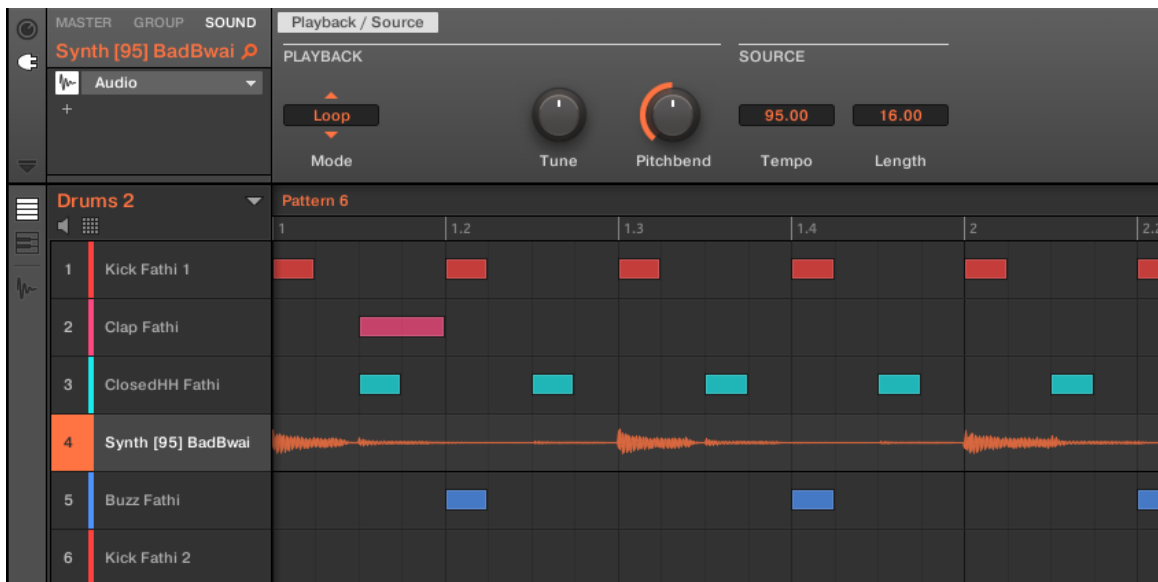 MASTER GROUP SOUND
Playback / Source
Synth [95] BadBwai
PLAYBACK
SOURCE
Audio
+
Loop
95.00
16.00
Mode
Tune
Pitchbend
Tempo
Length
Drums 2
Pattern 6
1
1.2
1.3
1.4
2
1 Kick Fathi 1
2 Clap Fathi
3 ClosedHH Fathi
4 Synth [95] BadBwai
5 Buzz Fathi
6 Kick Fathi 2